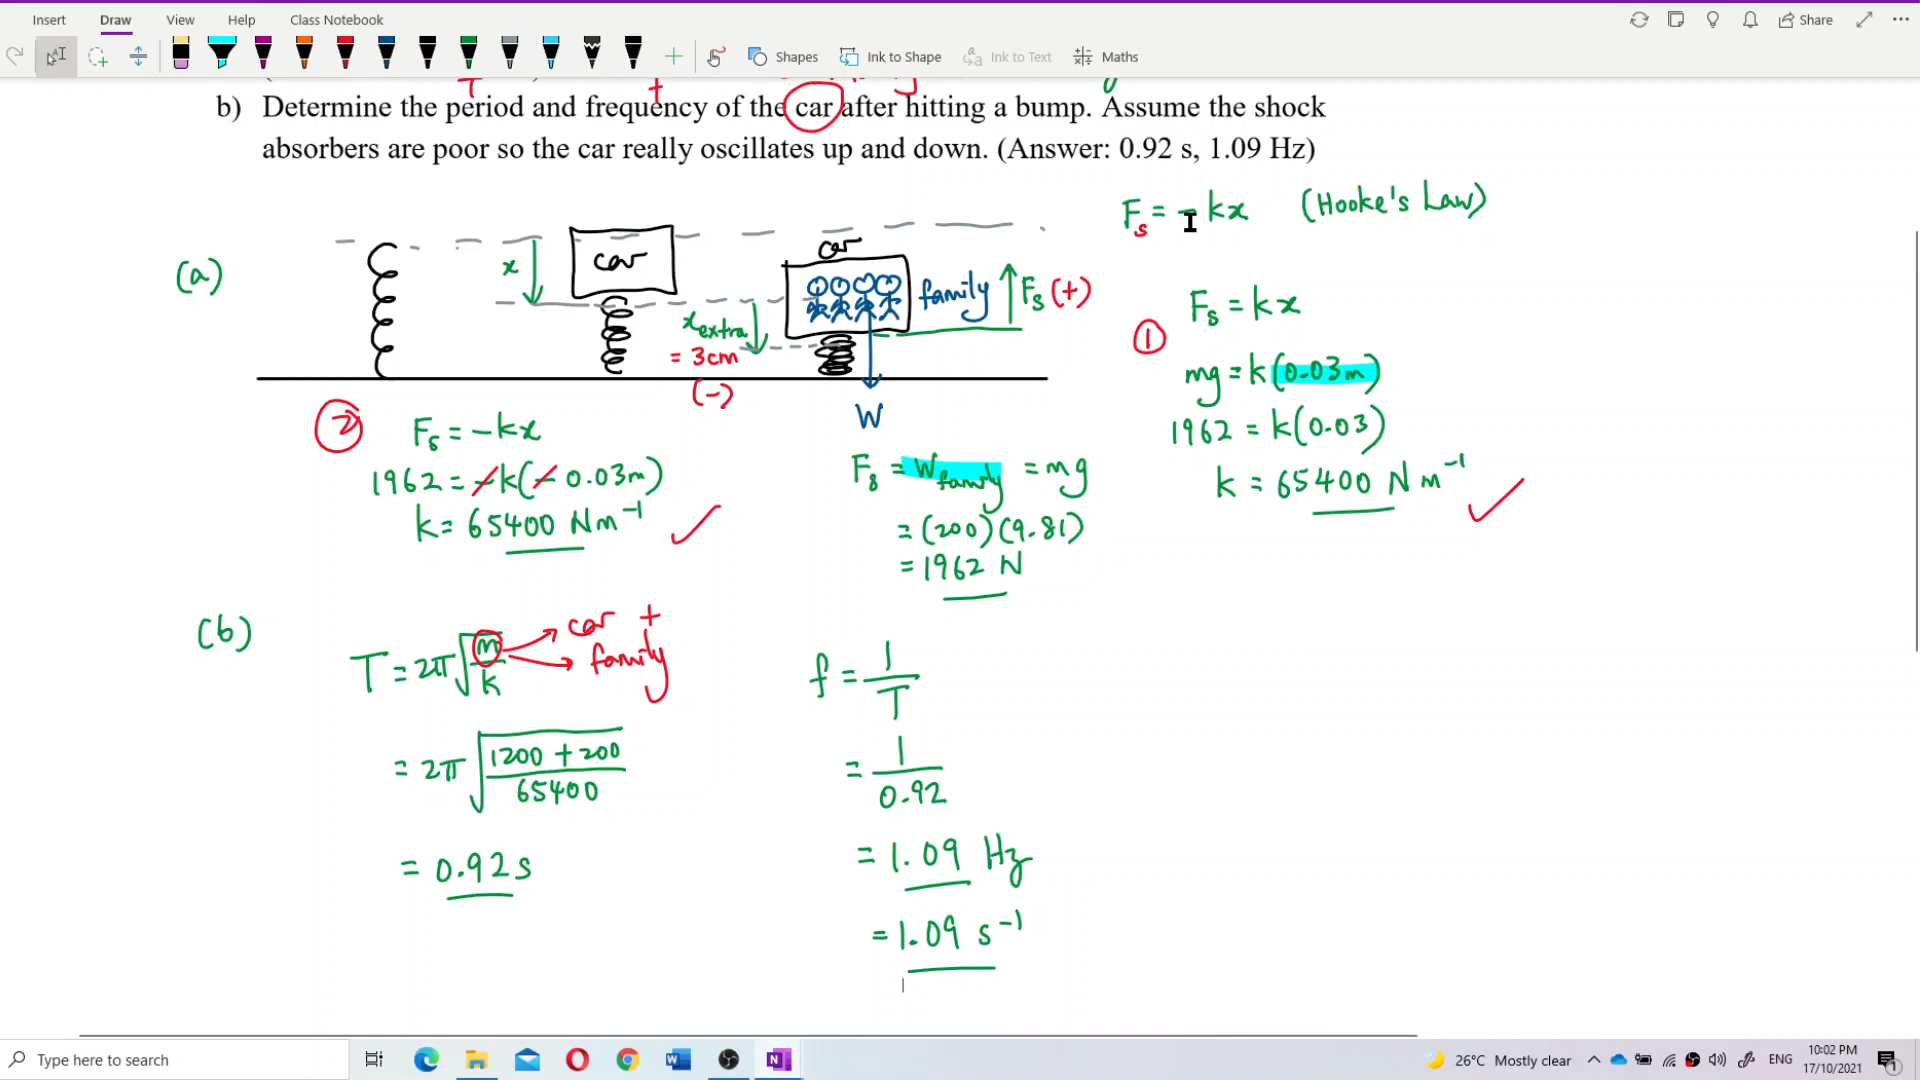 Insert Draw View Help Class Notebook Share
Shapes Ink to Shape Ink to Text Maths
b) Determine the period and frequency of the car after hitting a bump. Assume the shock
absorbers are poor so the car really oscillates up and down. (Answer: 0.92 s, 1.09 Hz)
Fs = -kx (Hooke's Law)
(a)
x
car
car
family
Fs (+)
xextra
= 3cm
(-)
W
Fs = kx
①
mg = k(0.03m)
1962 = k(0.03)
k = 65400 N m⁻¹
②
Fs = -kx
1962 = -k(-0.03m)
k = 65400 Nm⁻¹
Fs = Wfamily = mg
= (200)(9.81)
= 1962 N
(b)
T = 2π√(m/k)
car +
family
= 2π√((1200 + 200)/65400)
= 0.92s
f = 1/T
= 1/0.92
= 1.09 Hz
= 1.09 s⁻¹
Type here to search
26°C Mostly clear
ENG
10:02 PM
17/10/2021
1